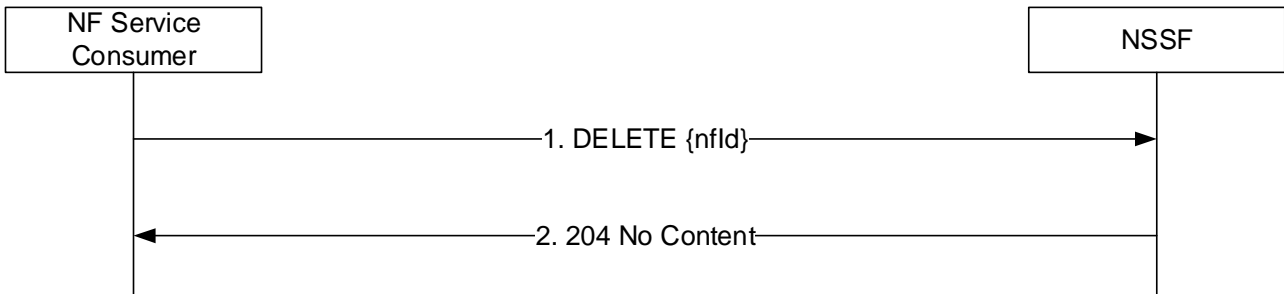 NF Service
Consumer
NSSF
1. DELETE {nfId}
2. 204 No Content